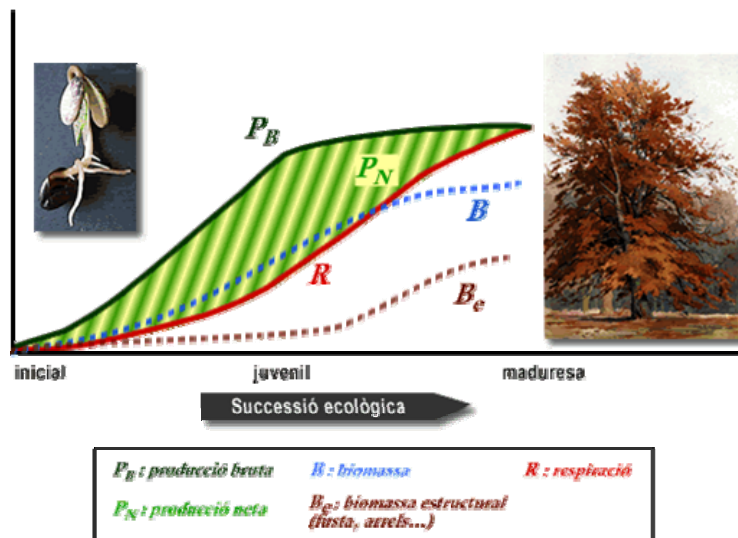 P_B
P_N
B
R
B_e
inicial juvenil maduresa
Successió ecològica
P_B : producció bruta B : biomassa R : respiració
P_N : producció neta B_e : biomassa estructural
(fusta, arrels...)